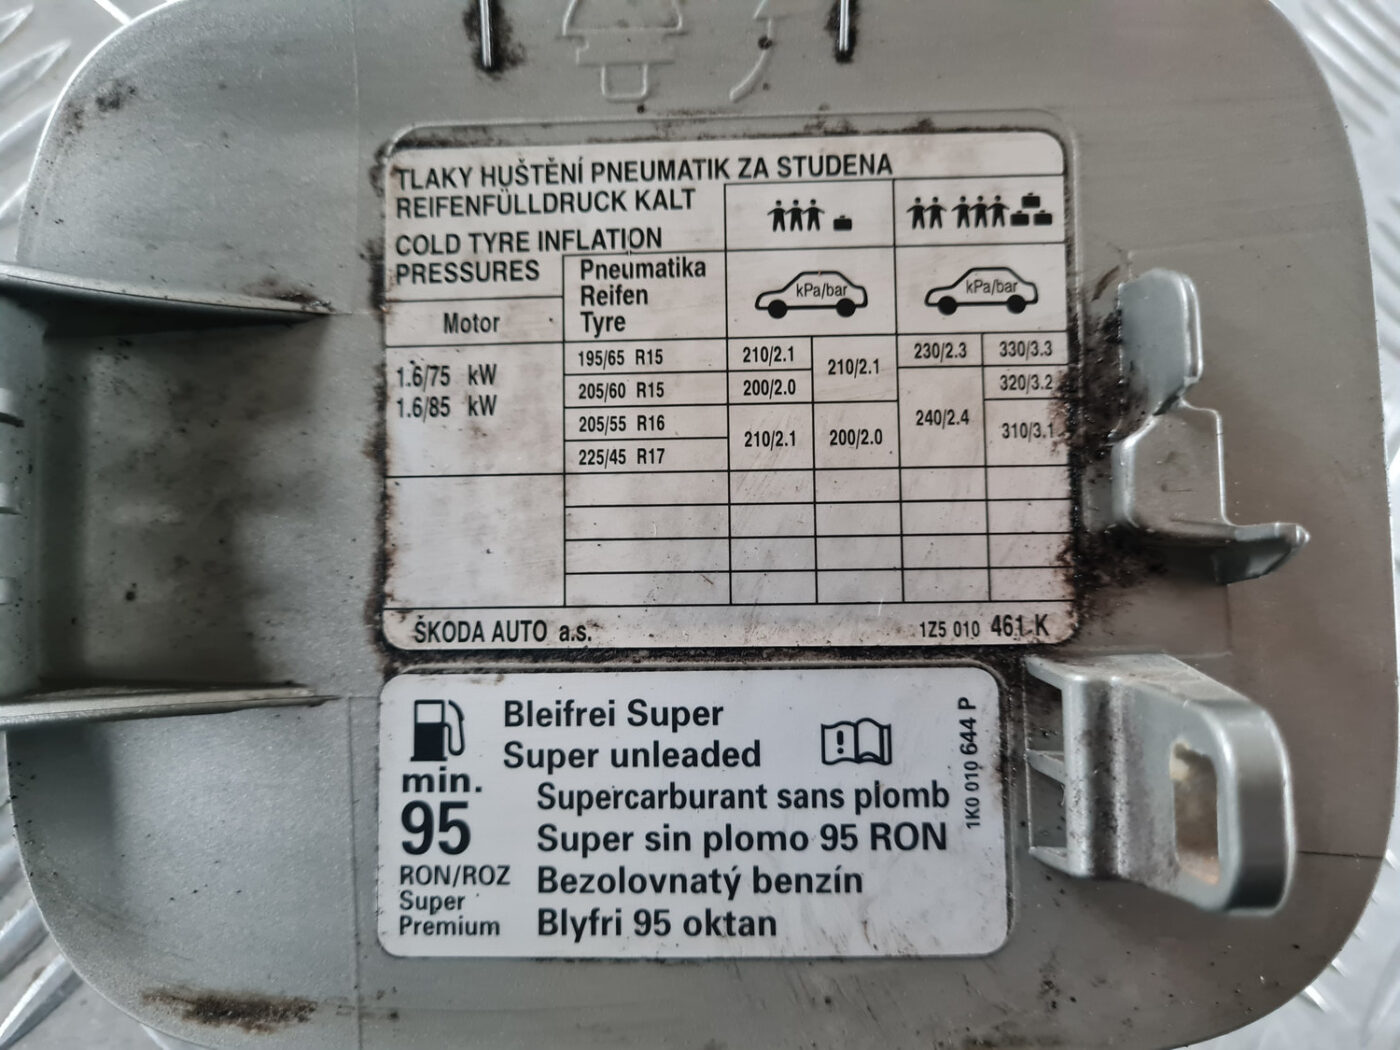 TLAKY HUŠTĚNÍ PNEUMATIK ZA STUDENA
REIFENFÜLLDRUCK KALT
COLD TYRE INFLATION
PRESSURES
Pneumatika
Reifen
Tyre
kPa/bar
kPa/bar
Motor
1.6/75 kW
1.6/85 kW
195/65 R15
210/2.1
210/2.1
230/2.3
330/3.3
205/60 R15
200/2.0
240/2.4
320/3.2
205/55 R16
210/2.1
200/2.0
310/3.1
225/45 R17
ŠKODA AUTO a.s.
1Z5 010 461 K
min.
95
RON/ROZ
Super
Premium
Bleifrei Super
Super unleaded
Supercarburant sans plomb
Super sin plomo 95 RON
Bezolovnatý benzín
Blyfri 95 oktan
1K0 010 644 P